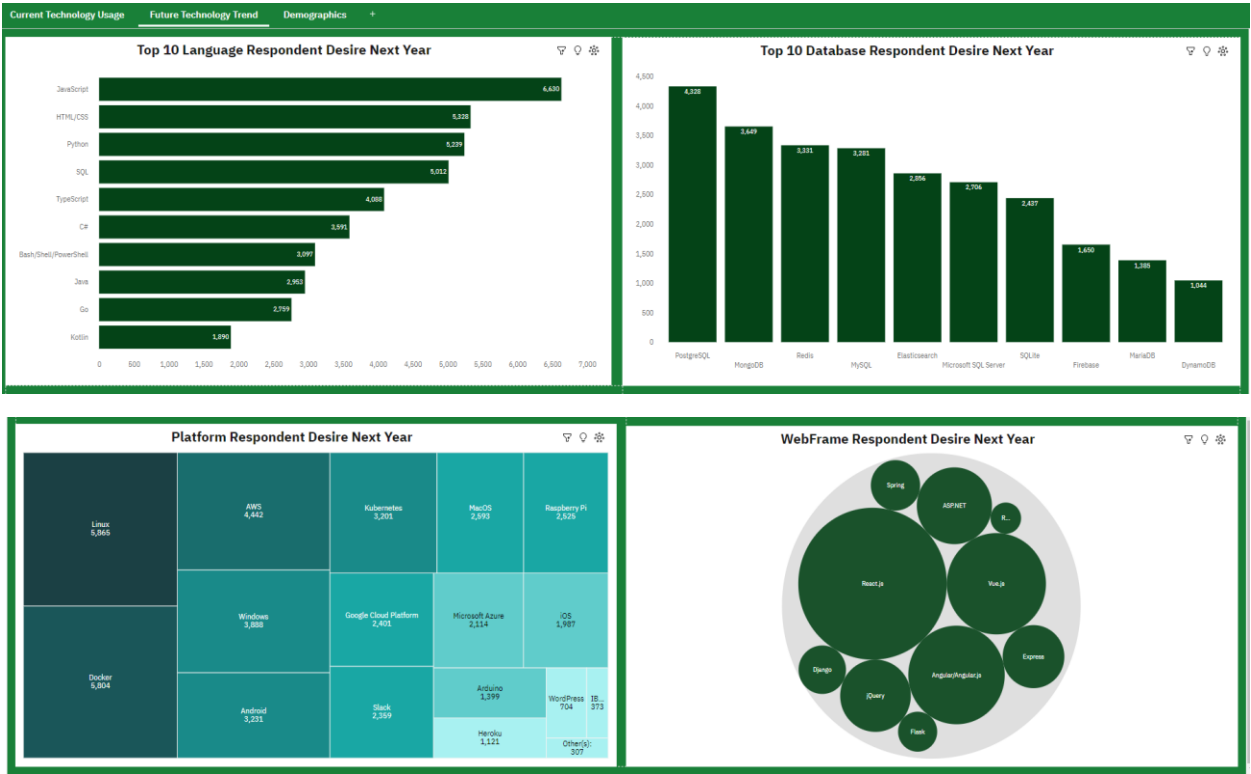 Current Technology Usage
Future Technology Trend
Demographics
+
Top 10 Language Respondent Desire Next Year
JavaScript
6,630
HTML/CSS
5,328
Python
5,239
SQL
5,012
TypeScript
4,088
C#
3,591
Bash/Shell/PowerShell
3,097
Java
2,953
Go
2,759
Kotlin
1,890
0 500 1,000 1,500 2,000 2,500 3,000 3,500 4,000 4,500 5,000 5,500 6,000 6,500 7,000
Top 10 Database Respondent Desire Next Year
4,500
4,000
3,500
3,000
2,500
2,000
1,500
1,000
500
0
4,328
3,649
3,331
3,281
2,856
2,706
2,437
1,650
1,385
1,044
PostgreSQL
MongoDB
Redis
MySQL
Elasticsearch
Microsoft SQL Server
SQLite
Firebase
MariaDB
DynamoDB
Platform Respondent Desire Next Year
Linux
5,865
Docker
5,804
AWS
4,442
Windows
3,888
Android
3,231
Kubernetes
3,201
MacOS
2,593
Raspberry Pi
2,525
Google Cloud Platform
2,401
Slack
2,359
Microsoft Azure
2,114
iOS
1,987
Arduino
1,399
Heroku
1,121
WordPress
704
IB...
373
Other(s):
307
WebFrame Respondent Desire Next Year
Spring
ASP.NET
R...
React.js
Vue.js
Express
Django
Angular/Angular.js
jQuery
Flask